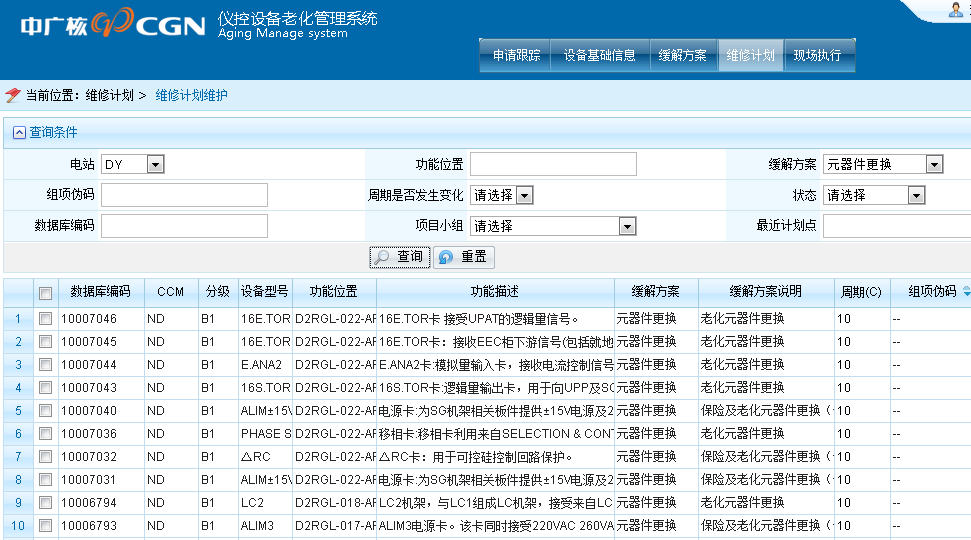 中广核 CGN 仪控设备老化管理系统
Aging Manage system
申请跟踪 设备基础信息 缓解方案 维修计划 现场执行
当前位置：维修计划 > 维修计划维护
查询条件
电站 DY 功能位置 缓解方案 元器件更换
组项伪码 周期是否发生变化 请选择 状态 请选择
数据库编码 项目小组 请选择 最近计划点
查询 重置
数据库编码 CCM 分级 设备型号 功能位置 功能描述 缓解方案 缓解方案说明 周期(C) 组项伪码
1 10007046 ND B1 16E.TOR D2RGL-022-AR 16E.TOR卡 接受UPAT的逻辑量信号。 元器件更换 老化元器件更换 10 --
2 10007045 ND B1 16E.TOR D2RGL-022-AR 16E.TOR卡：接收EEC柜下游信号(包括就地 元器件更换 老化元器件更换 10 --
3 10007044 ND B1 E.ANA2 D2RGL-022-AR E.ANA2卡:模拟量输入卡，接收电流控制信号 元器件更换 老化元器件更换 10 --
4 10007043 ND B1 16S.TOR D2RGL-022-AR 16S.TOR卡:逻辑量输出卡，用于向UPP及SG 元器件更换 老化元器件更换 10 --
5 10007040 ND B1 ALIM±15V D2RGL-022-AR 电源卡:为SG机架相关板件提供±15V电源及2 元器件更换 保险及老化元器件更换（ 10 --
6 10007036 ND B1 PHASE S D2RGL-022-AR 移相卡:移相卡利用来自SELECTION & CONT 元器件更换 老化元器件更换 10 --
7 10007032 ND B1 △RC D2RGL-022-AR △RC卡：用于可控硅控制回路保护。 元器件更换 保险及老化元器件更换（ 10 --
8 10007031 ND B1 ALIM±15V D2RGL-022-AR 电源卡:为SG机架相关板件提供±15V电源及2 元器件更换 保险及老化元器件更换（ 10 --
9 10006794 ND B1 LC2 D2RGL-018-AR LC2机架，与LC1组成LC机架，接受来自LC 元器件更换 老化元器件更换 10 --
10 10006793 ND B1 ALIM3 D2RGL-017-AR ALIM3电源卡。该卡同时接受220VAC 260VA 元器件更换 保险及老化元器件更换（ 10 --